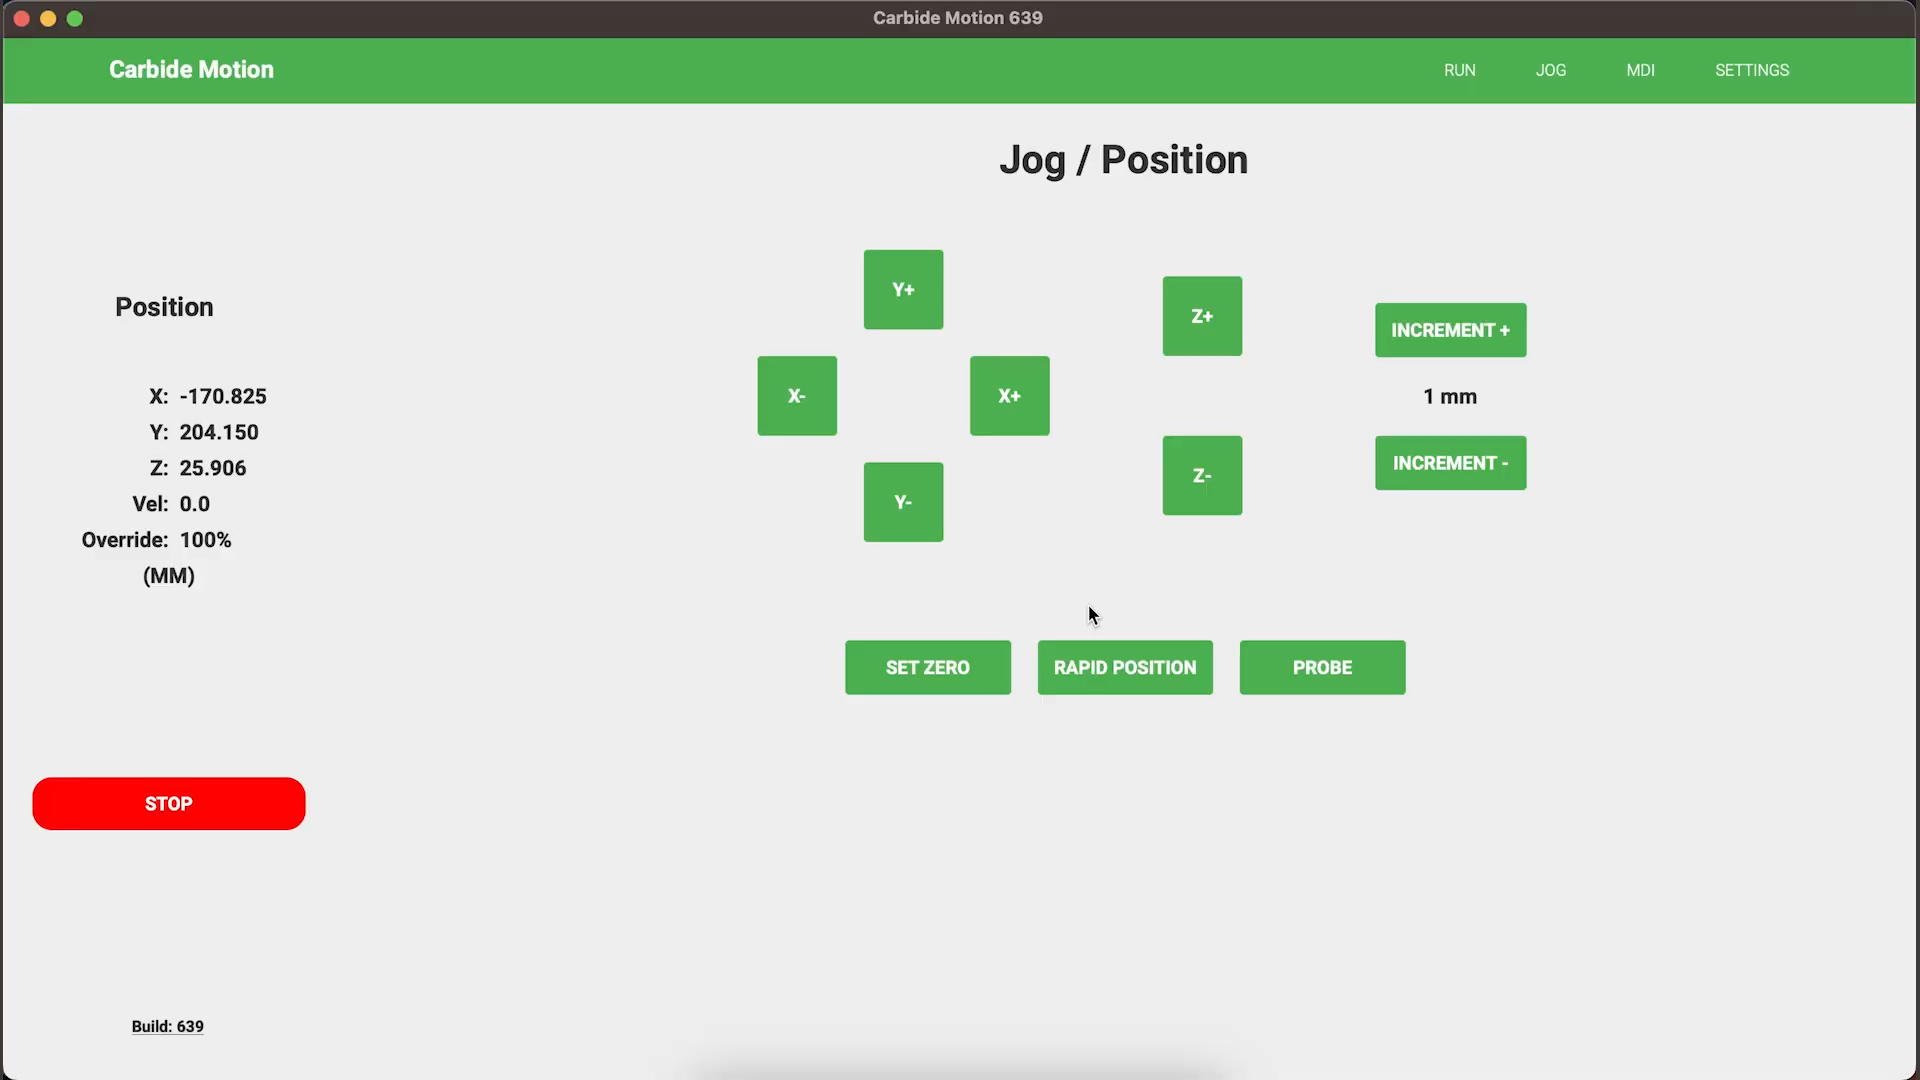 Carbide Motion 639
Carbide Motion
RUN
JOG
MDI
SETTINGS
Jog / Position
Position
X: -170.825
Y: 204.150
Z: 25.906
Vel: 0.0
Override: 100%
(MM)
Y+
X-
X+
Y-
Z+
Z-
INCREMENT +
1 mm
INCREMENT -
SET ZERO
RAPID POSITION
PROBE
STOP
Build: 639